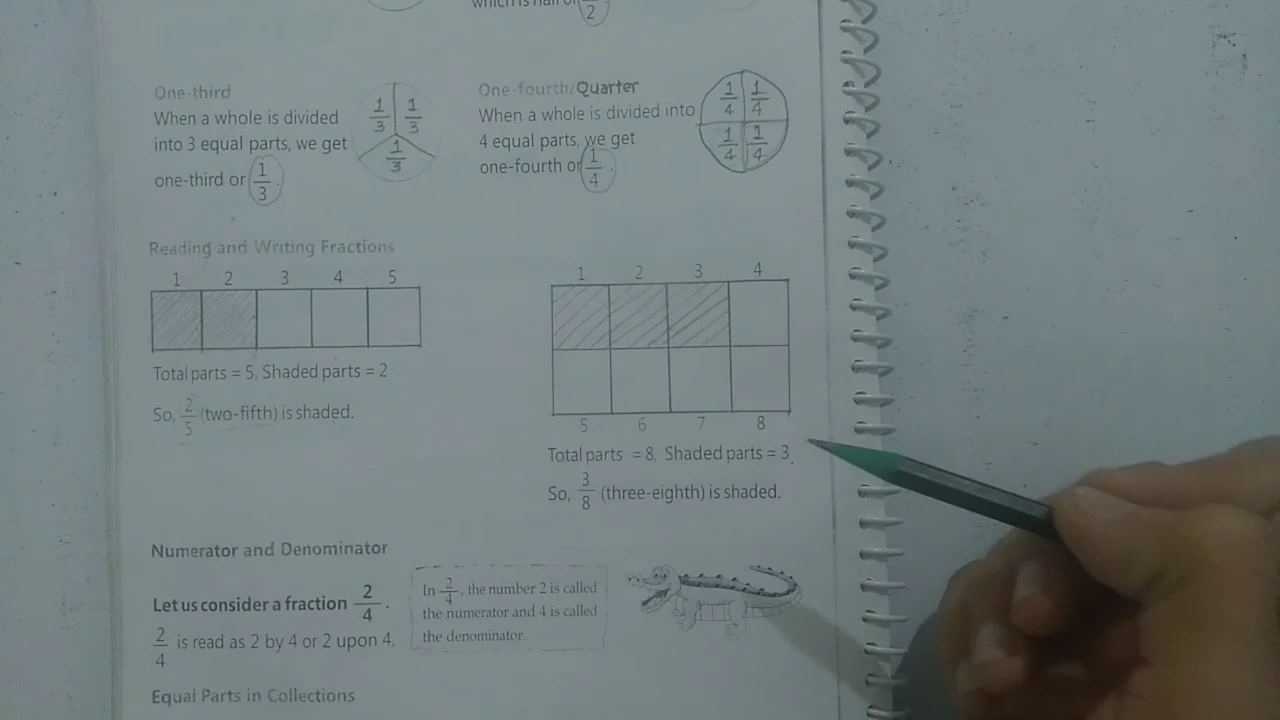 which is half or 1/2
One-third
When a whole is divided
into 3 equal parts, we get
one-third or 1/3.
1/3 1/3
1/3
One-fourth/Quarter
When a whole is divided into
4 equal parts, we get
one-fourth or 1/4.
1/4 1/4
1/4 1/4
Reading and Writing Fractions
1 2 3 4 5
Total parts = 5, Shaded parts = 2
So, 2/5 (two-fifth) is shaded.
1 2 3 4
5 6 7 8
Total parts = 8, Shaded parts = 3.
So, 3/8 (three-eighth) is shaded.
Numerator and Denominator
Let us consider a fraction 2/4.
2/4 is read as 2 by 4 or 2 upon 4.
In 2/4, the number 2 is called
the numerator and 4 is called
the denominator.
Equal Parts in Collections